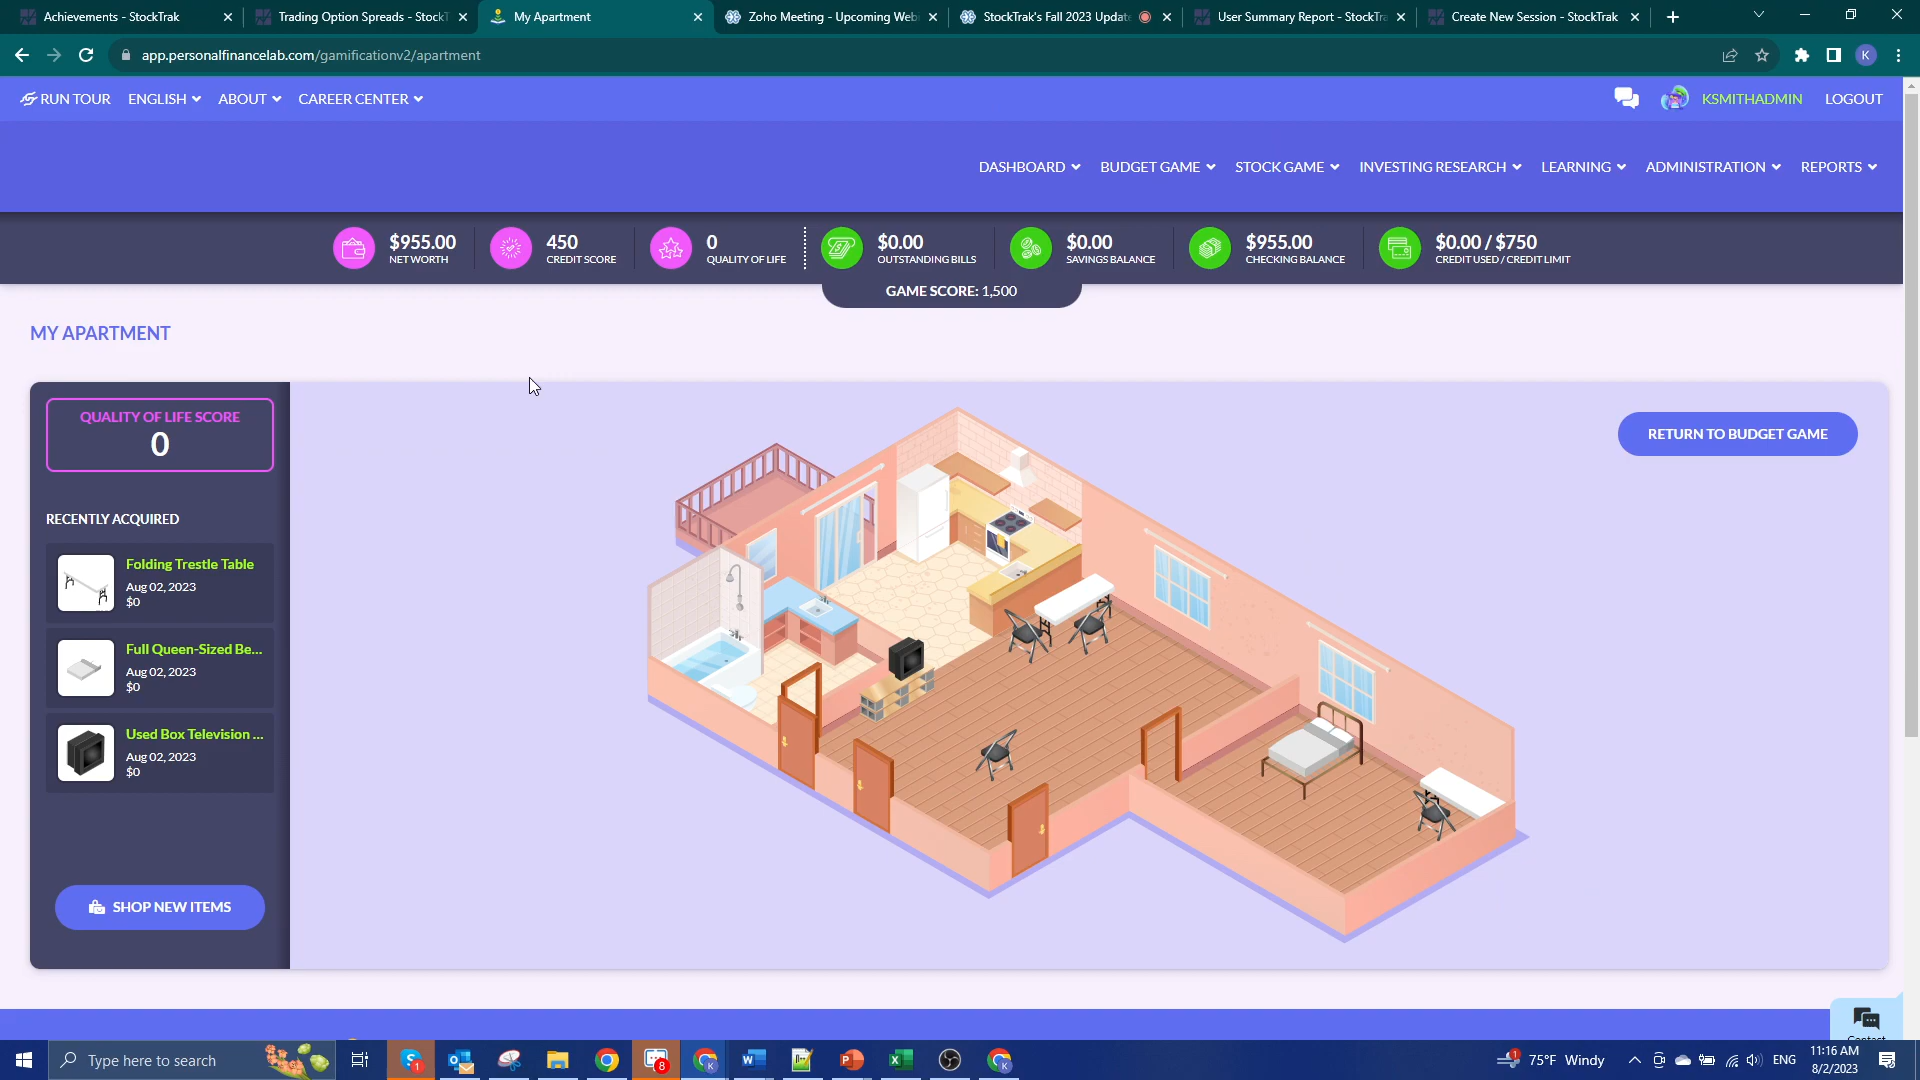 Achievements - StockTrak
Trading Option Spreads - StockT
My Apartment
Zoho Meeting - Upcoming Web
StockTrak's Fall 2023 Update
User Summary Report - StockTra
Create New Session - StockTrak
app.personalfinancelab.com/gamificationv2/apartment
K
RUN TOUR
ENGLISH
ABOUT
CAREER CENTER
KSMITHADMIN
LOGOUT
DASHBOARD
BUDGET GAME
STOCK GAME
INVESTING RESEARCH
LEARNING
ADMINISTRATION
REPORTS
$955.00
NET WORTH
450
CREDIT SCORE
0
QUALITY OF LIFE
$0.00
OUTSTANDING BILLS
$0.00
SAVINGS BALANCE
$955.00
CHECKING BALANCE
$0.00 / $750
CREDIT USED / CREDIT LIMIT
GAME SCORE: 1,500
MY APARTMENT
QUALITY OF LIFE SCORE
0
RETURN TO BUDGET GAME
RECENTLY ACQUIRED
Folding Trestle Table
Aug 02, 2023
$0
Full Queen-Sized Be...
Aug 02, 2023
$0
Used Box Television ...
Aug 02, 2023
$0
SHOP NEW ITEMS
Type here to search
1
8
1
75°F Windy
ENG
11:16 AM
8/2/2023